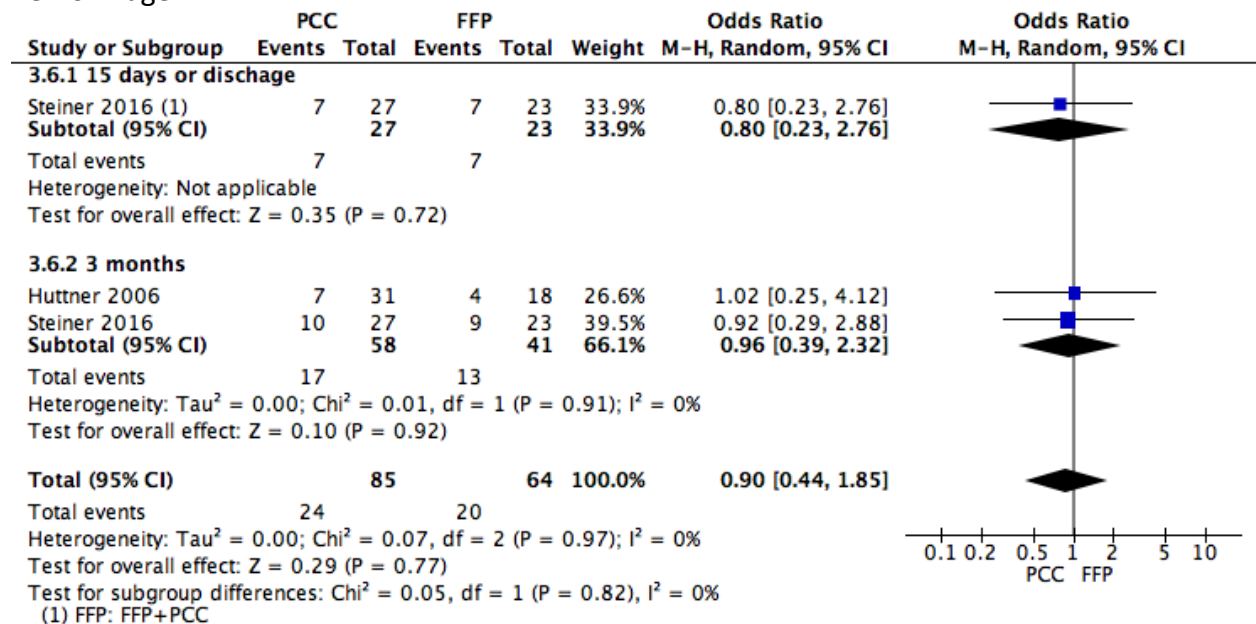 PCC FFP Odds Ratio Odds Ratio
Study or Subgroup Events Total Events Total Weight M-H, Random, 95% CI M-H, Random, 95% CI
3.6.1 15 days or dischage
Steiner 2016 (1) 7 27 7 23 33.9% 0.80 [0.23, 2.76]
Subtotal (95% CI) 27 23 33.9% 0.80 [0.23, 2.76]
Total events 7 7
Heterogeneity: Not applicable
Test for overall effect: Z = 0.35 (P = 0.72)
3.6.2 3 months
Huttner 2006 7 31 4 18 26.6% 1.02 [0.25, 4.12]
Steiner 2016 10 27 9 23 39.5% 0.92 [0.29, 2.88]
Subtotal (95% CI) 58 41 66.1% 0.96 [0.39, 2.32]
Total events 17 13
Heterogeneity: Tau² = 0.00; Chi² = 0.01, df = 1 (P = 0.91); I² = 0%
Test for overall effect: Z = 0.10 (P = 0.92)
Total (95% CI) 85 64 100.0% 0.90 [0.44, 1.85]
Total events 24 20
Heterogeneity: Tau² = 0.00; Chi² = 0.07, df = 2 (P = 0.97); I² = 0%
Test for overall effect: Z = 0.29 (P = 0.77)
Test for subgroup differences: Chi² = 0.05, df = 1 (P = 0.82), I² = 0%
(1) FFP: FFP+PCC
0.1 0.2 0.5 1 2 5 10
PCC FFP